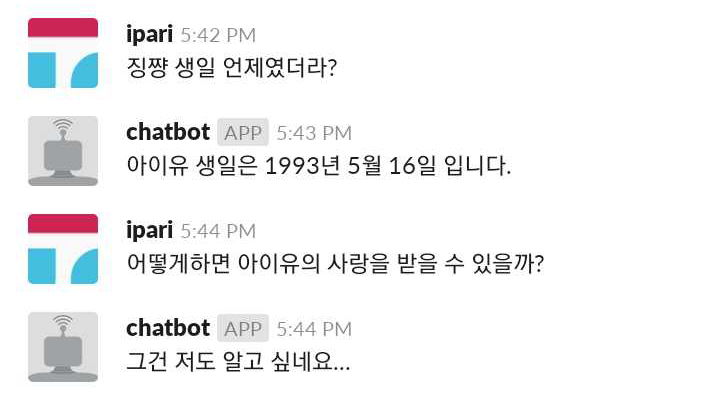 ipari 5:42 PM
징쨩 생일 언제였더라?
chatbot APP 5:43 PM
아이유 생일은 1993년 5월 16일 입니다.
ipari 5:44 PM
어떻게하면 아이유의 사랑을 받을 수 있을까?
chatbot APP 5:44 PM
그건 저도 알고 싶네요...